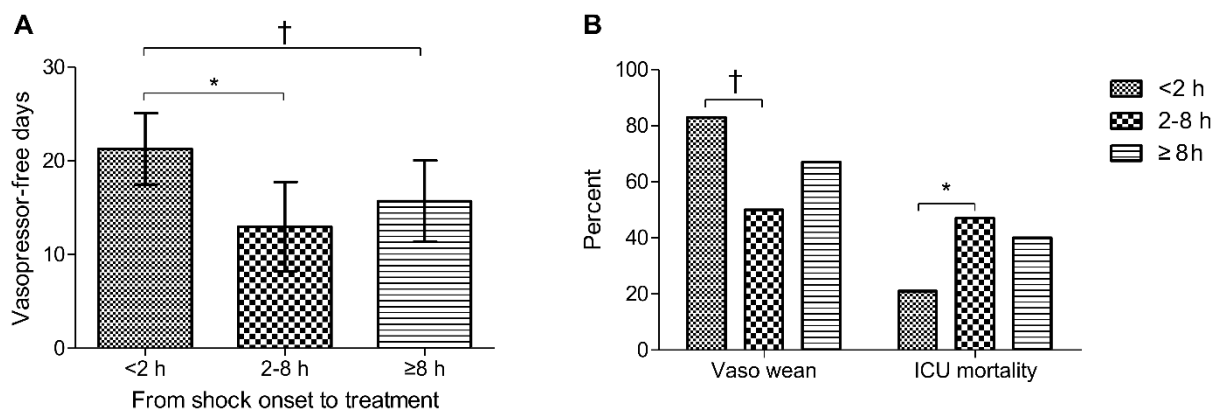 A
†
*
Vasopressor-free days
30
20
10
0
<2 h
2-8 h
≥8 h
From shock onset to treatment
B
†
*
Percent
100
80
60
40
20
0
Vaso wean
ICU mortality
<2 h
2-8 h
≥ 8 h